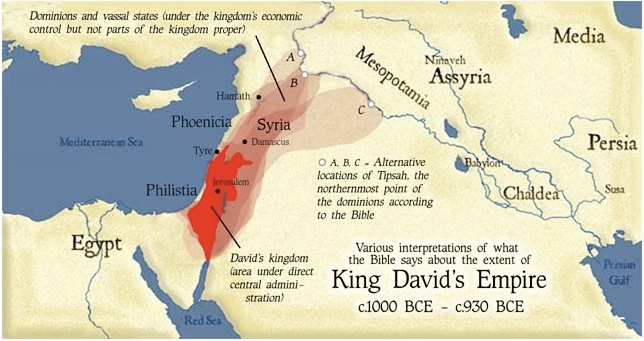 Dominions and vassal states (under the kingdom's economic
control but not parts of the kingdom proper)
Media
A
Nineveh
Mesopotamia
Assyria
B
Hamath
C
Phoenicia
Syria
Mediterranean Sea
Damascus
Tyre
Persia
A, B, C - Alternative
locations of Tipsah, the
northernmost point of
the dominions according
to the Bible
Babylon
Philistia
Jerusalem
Chaldea
Susa
Egypt
David's kingdom
(area under direct
central admini-
stration)
Various interpretations of what
the Bible says about the extent of
King David's Empire
c.1000 BCE - c.930 BCE
Persian
Gulf
Red Sea